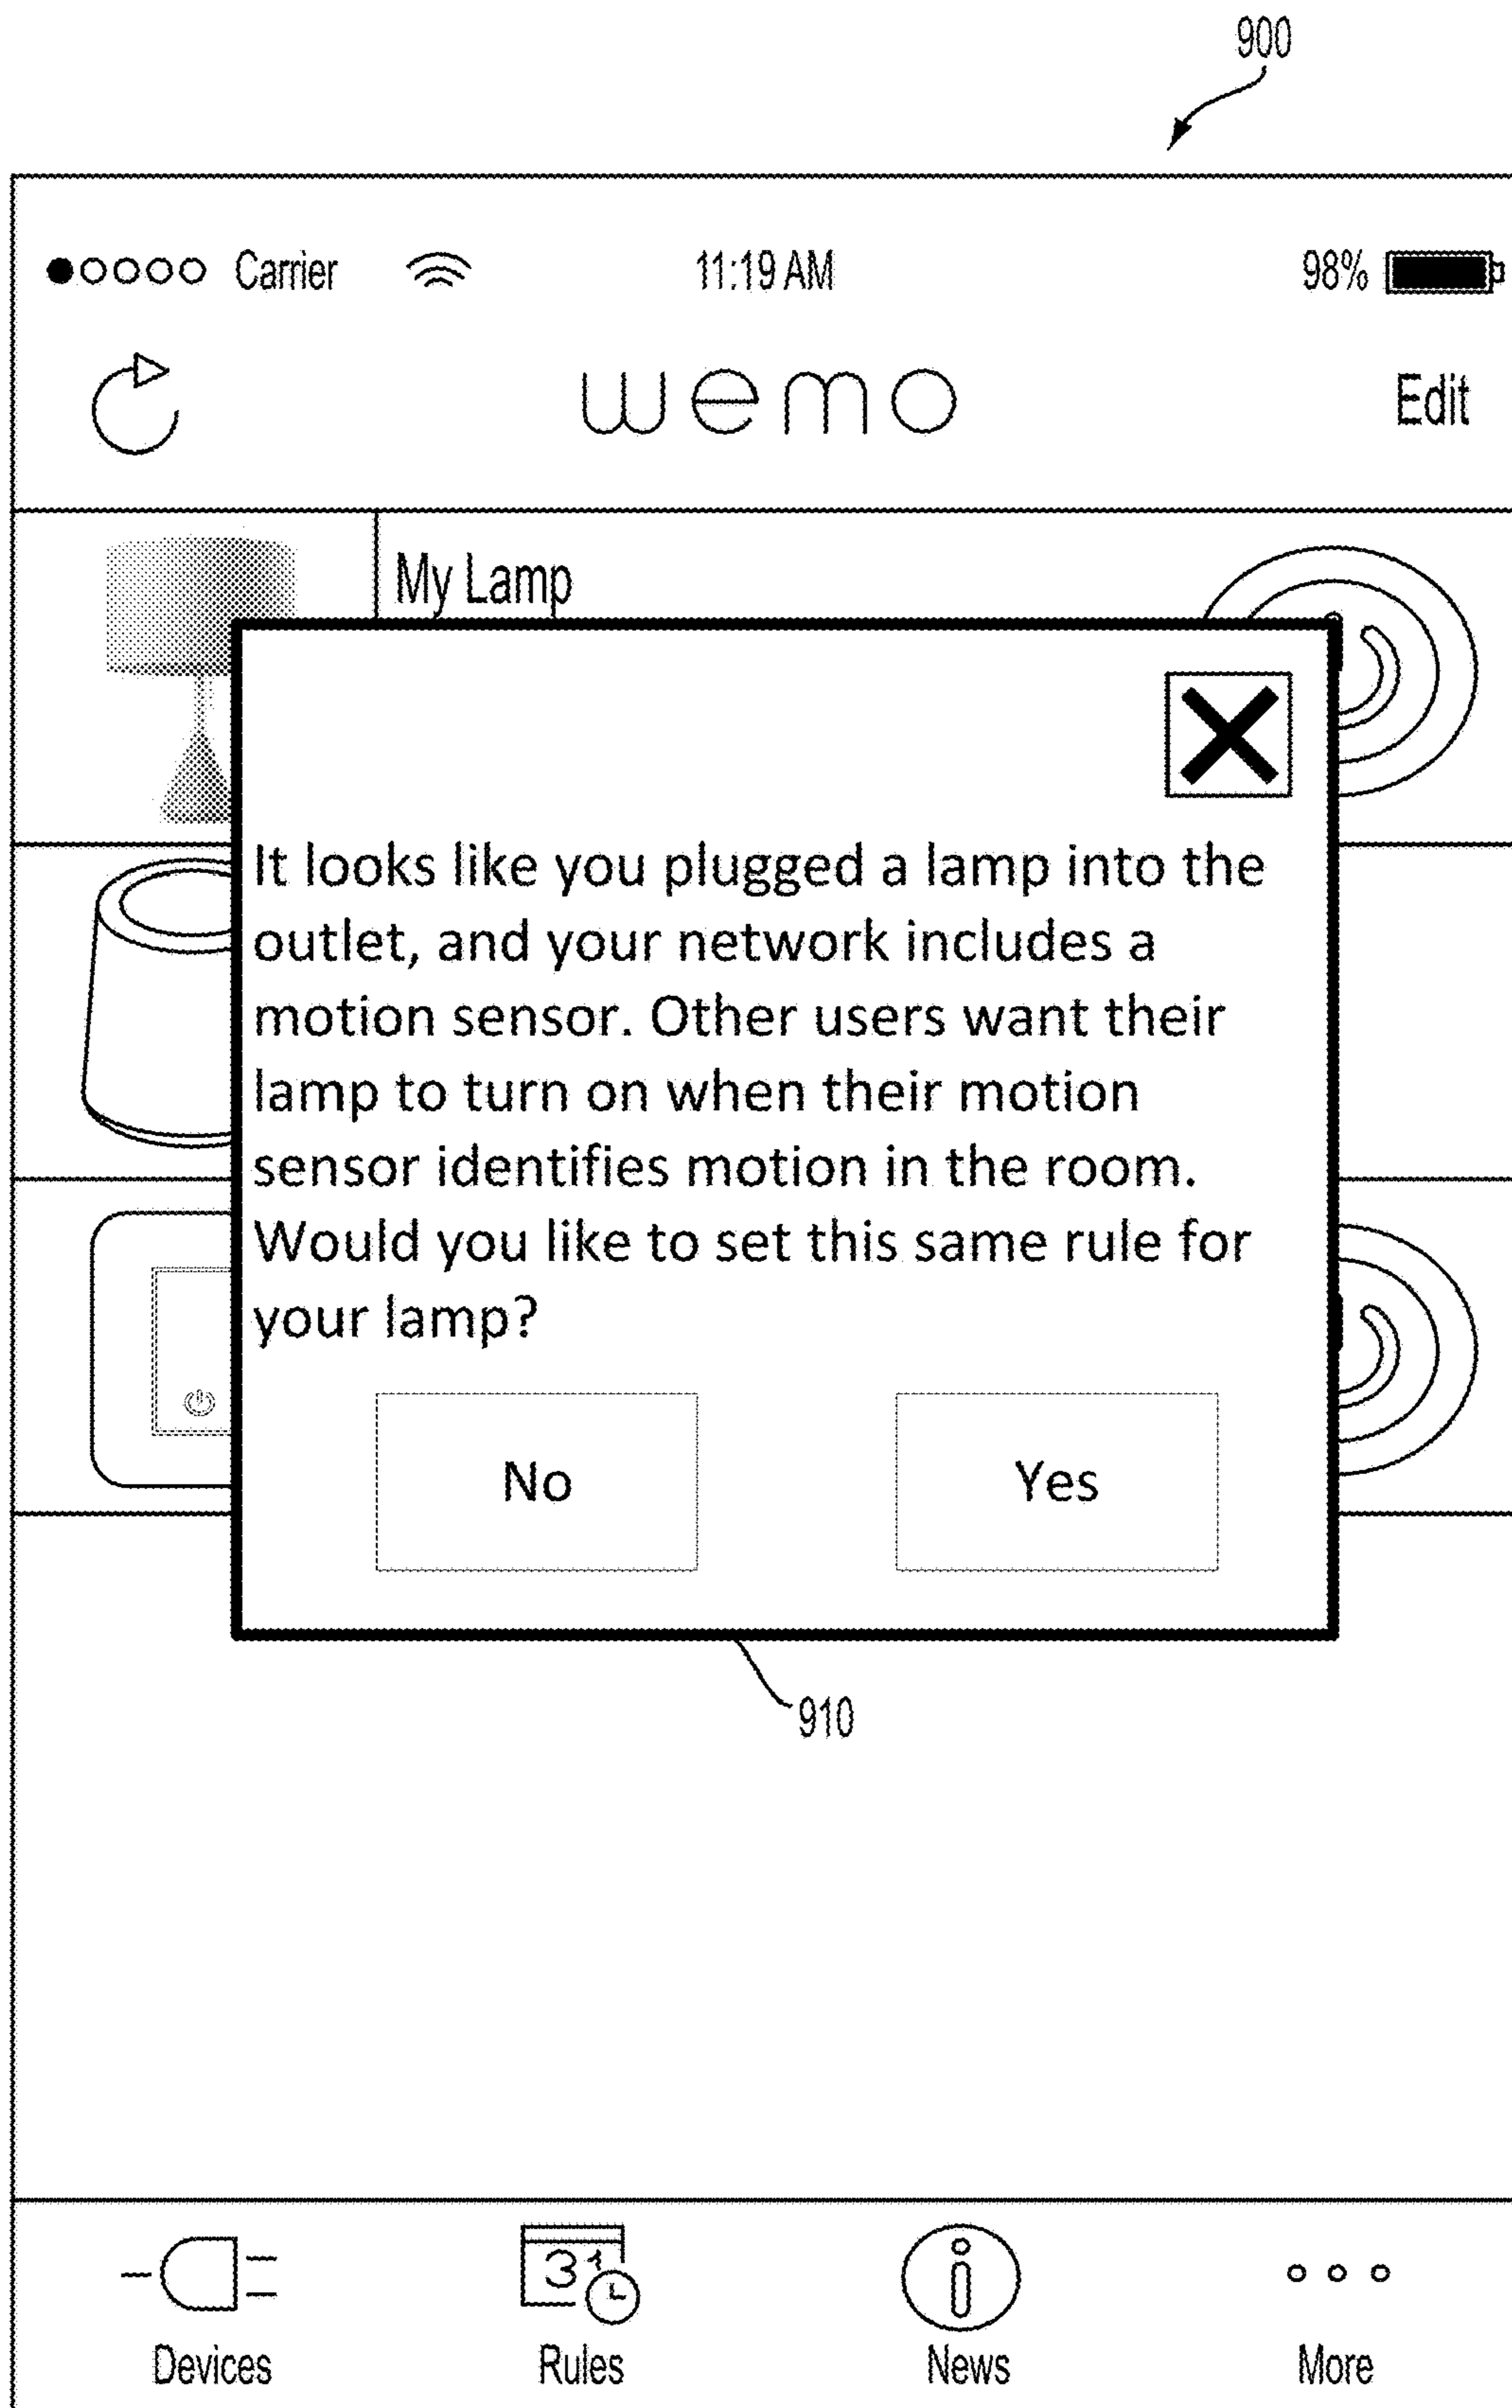 900
Carrier 11:19 AM 98%
wemo Edit
My Lamp
It looks like you plugged a lamp into the
outlet, and your network includes a
motion sensor. Other users want their
lamp to turn on when their motion
sensor identifies motion in the room.
Would you like to set this same rule for
your lamp?
No Yes
910
31
Devices Rules News More